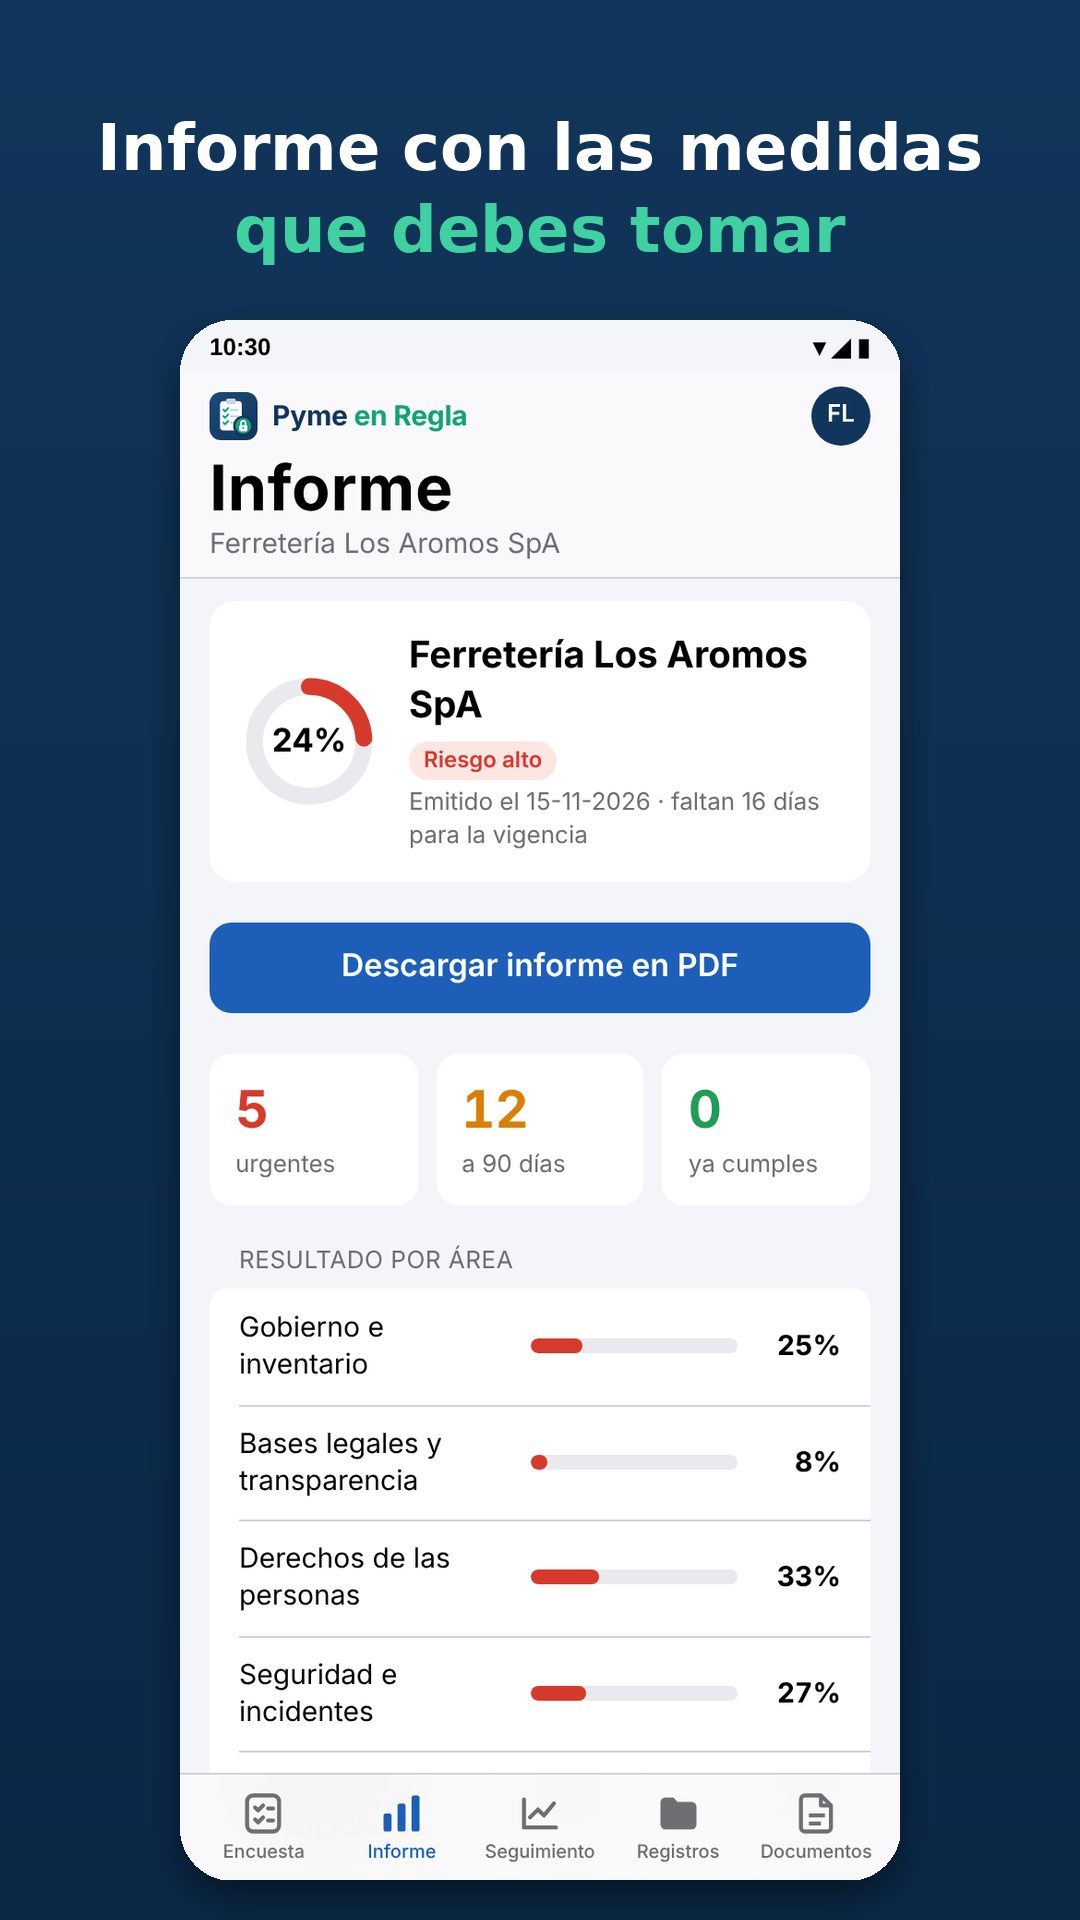 Informe con las medidas
que debes tomar
10:30
Pyme en Regla
FL
Informe
Ferretería Los Aromos SpA
24%
Ferretería Los Aromos
SpA
Riesgo alto
Emitido el 15-11-2026 · faltan 16 días
para la vigencia
Descargar informe en PDF
5
urgentes
12
a 90 días
0
ya cumples
RESULTADO POR ÁREA
Gobierno e
inventario
25%
Bases legales y
transparencia
8%
Derechos de las
personas
33%
Seguridad e
incidentes
27%
Encuesta
Informe
Seguimiento
Registros
Documentos